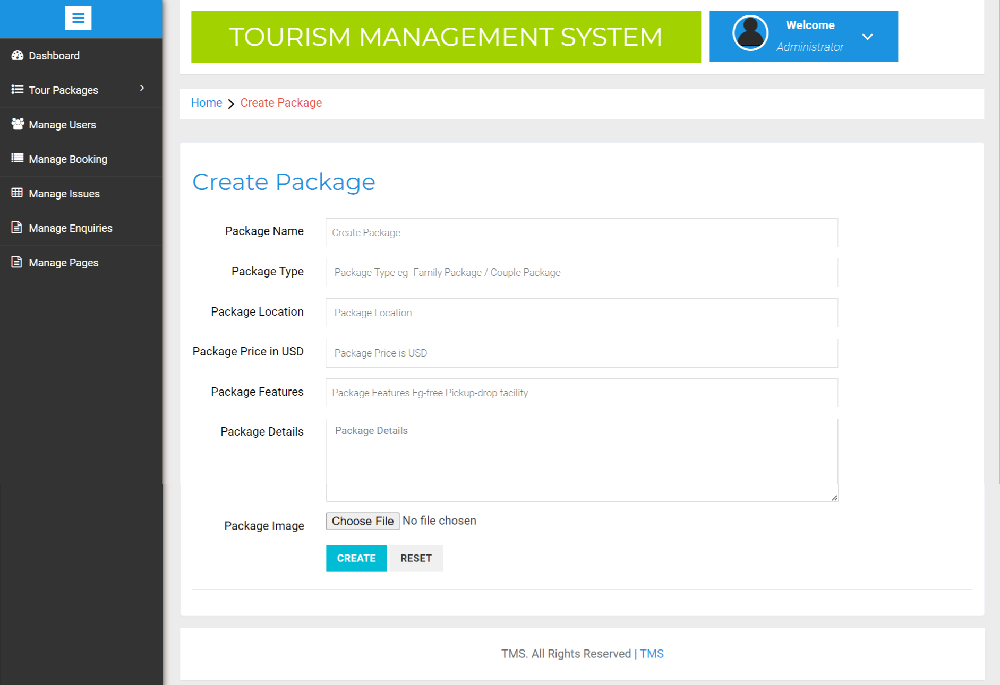 TOURISM MANAGEMENT SYSTEM
Welcome
Administrator
Dashboard
Tour Packages
Manage Users
Manage Booking
Manage Issues
Manage Enquiries
Manage Pages
Home > Create Package
Create Package
Package Name
Create Package
Package Type
Package Type eg- Family Package / Couple Package
Package Location
Package Location
Package Price in USD
Package Price is USD
Package Features
Package Features Eg-free Pickup-drop facility
Package Details
Package Details
Package Image
Choose File No file chosen
CREATE RESET
TMS. All Rights Reserved | TMS